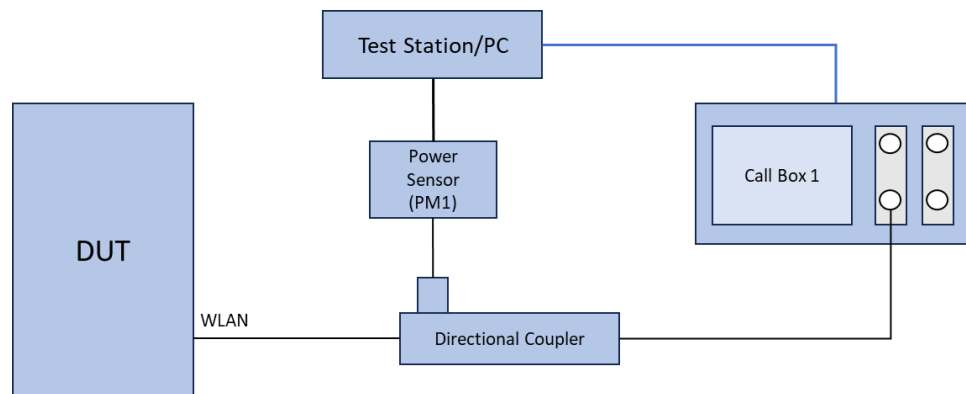 Test Station/PC
Power
Sensor
(PM1)
Call Box 1
DUT
WLAN
Directional Coupler